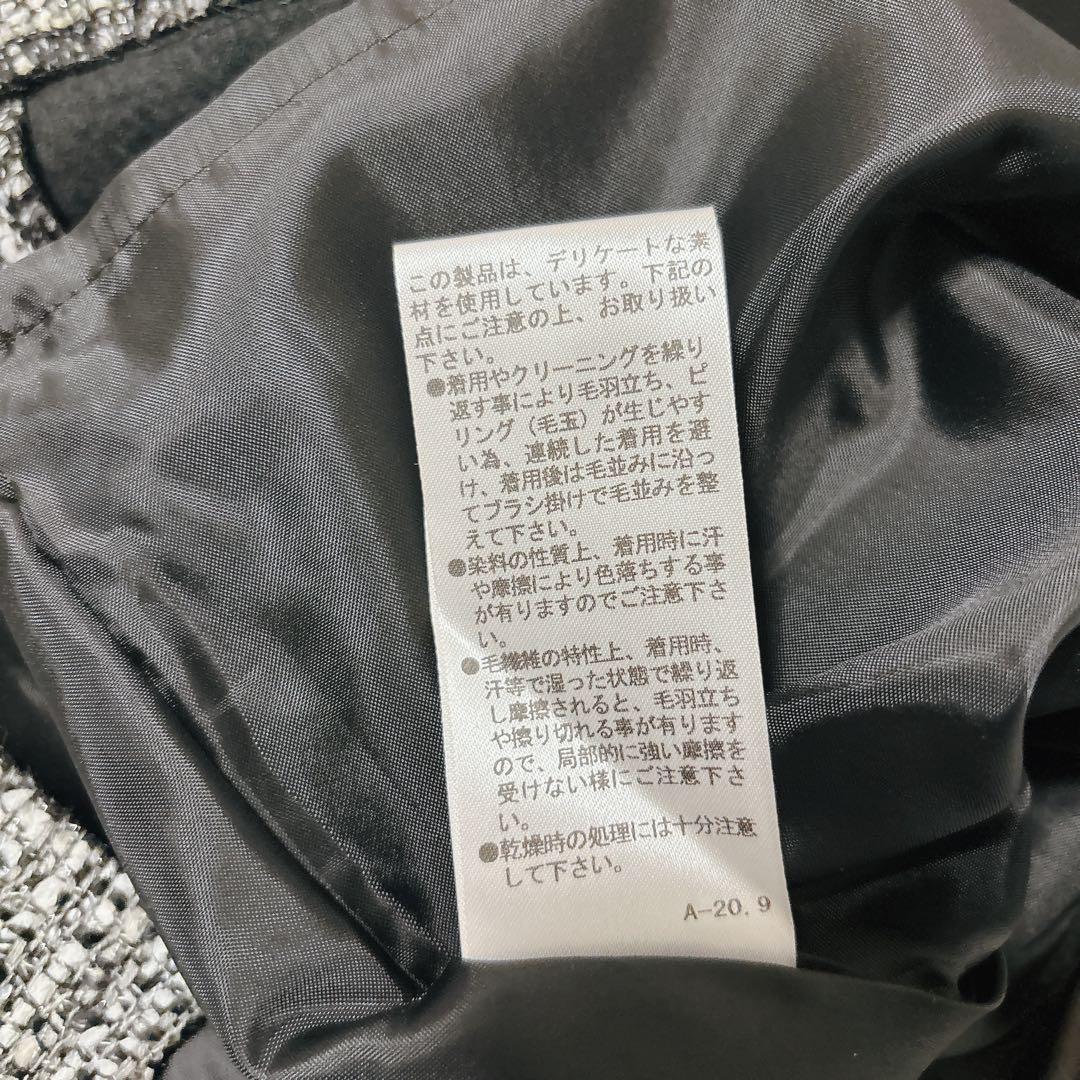 この製品は、デリケートな素
材を使用しています。下記の
点にご注意の上、お取り扱い
下さい。
●着用やクリーニングを繰り
返す事により毛羽立ち、ピ
リング（毛玉）が生じやす
い為、連続した着用を避
け、着用後は毛並みに沿っ
てブラシ掛けで毛並みを整
えて下さい。
●染料の性質上、着用時に汗
や摩擦により色落ちする事
が有りますのでご注意下さ
い。
●毛繊維の特性上、着用時、
汗等で湿った状態で繰り返
し摩擦されると、毛羽立ち
や擦り切れる事が有ります
ので、局部的に強い摩擦を
受けない様にご注意下さ
い。
●乾燥時の処理には十分注意
して下さい。
A-20.9